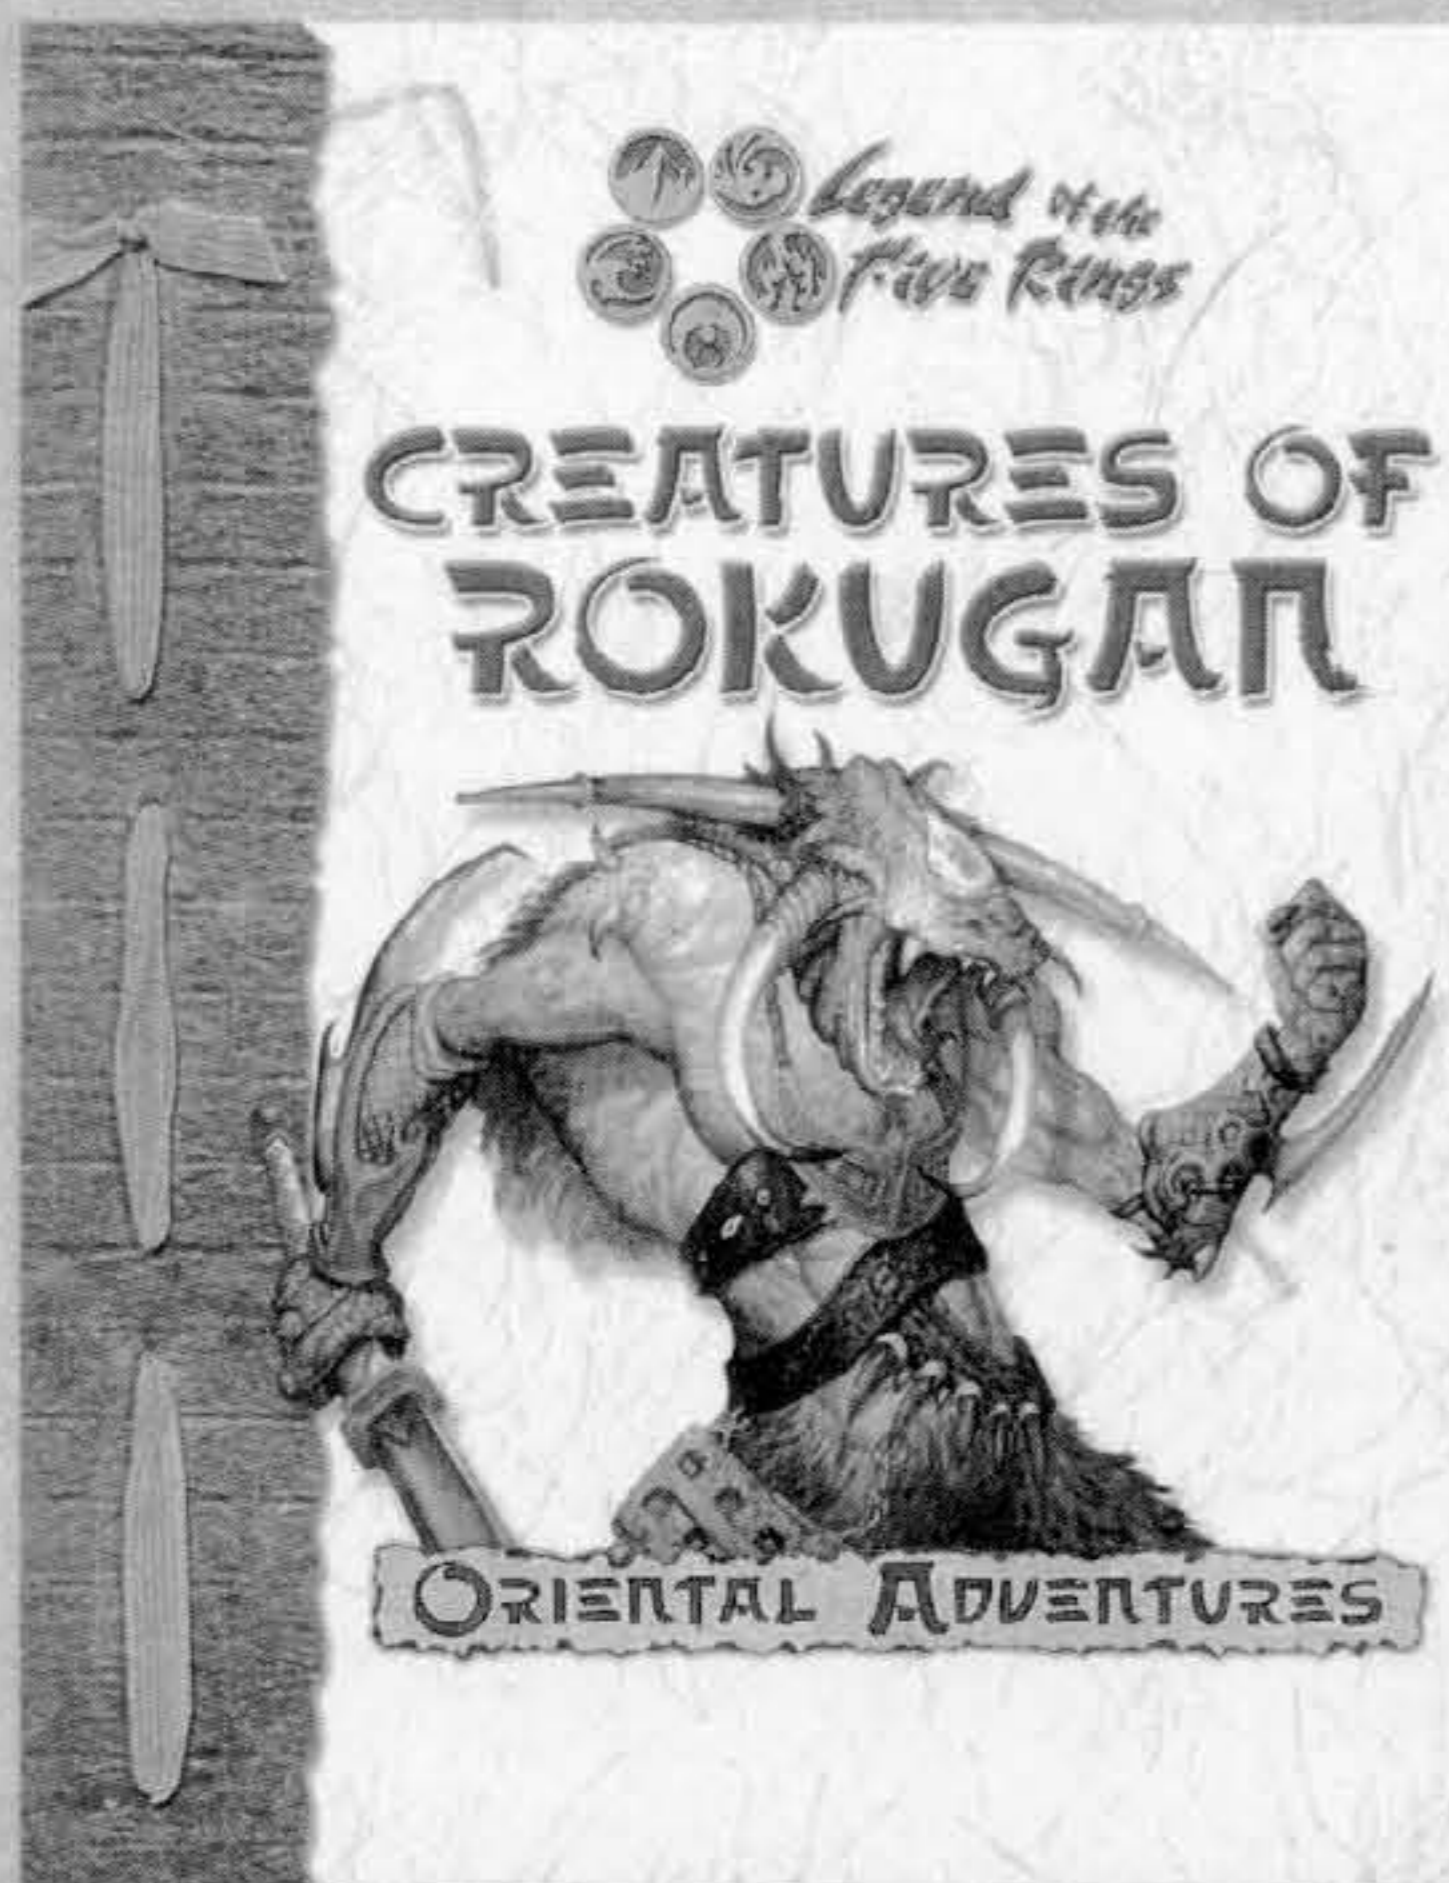 Legend of the
Five Rings
CREATURES OF
ROKUGAN
ORIENTAL ADVENTURES